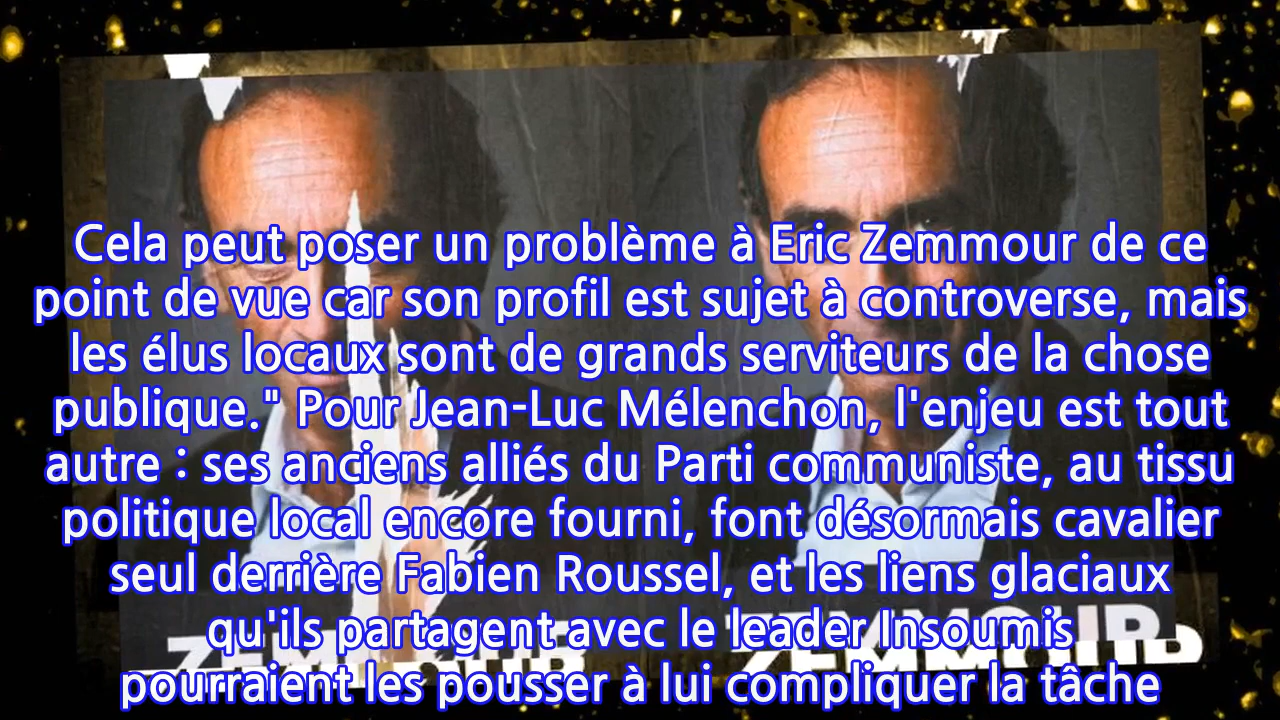 Cela peut poser un problème à Eric Zemmour de ce
point de vue car son profil est sujet à controverse, mais
les élus locaux sont de grands serviteurs de la chose
publique." Pour Jean-Luc Mélenchon, l'enjeu est tout
autre : ses anciens alliés du Parti communiste, au tissu
politique local encore fourni, font désormais cavalier
seul derrière Fabien Roussel, et les liens glaciaux
qu'ils partagent avec le leader Insoumis
pourraient les pousser à lui compliquer la tâche
ZEMMOUR ZEMMOUR